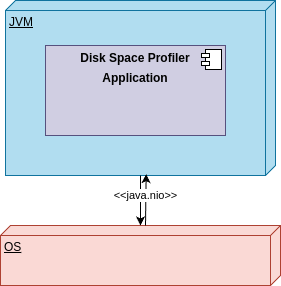 JVM
Disk Space Profiler
Application
<<java.nio>>
OS